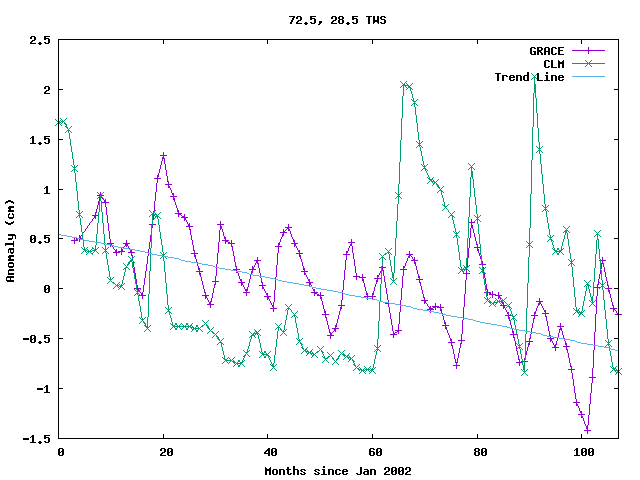 72.5, 28.5 TWS
GRACE
CLM
Trend Line
Anomaly (cm)
2.5
2
1.5
1
0.5
0
-0.5
-1
-1.5
0 20 40 60 80 100
Months since Jan 2002